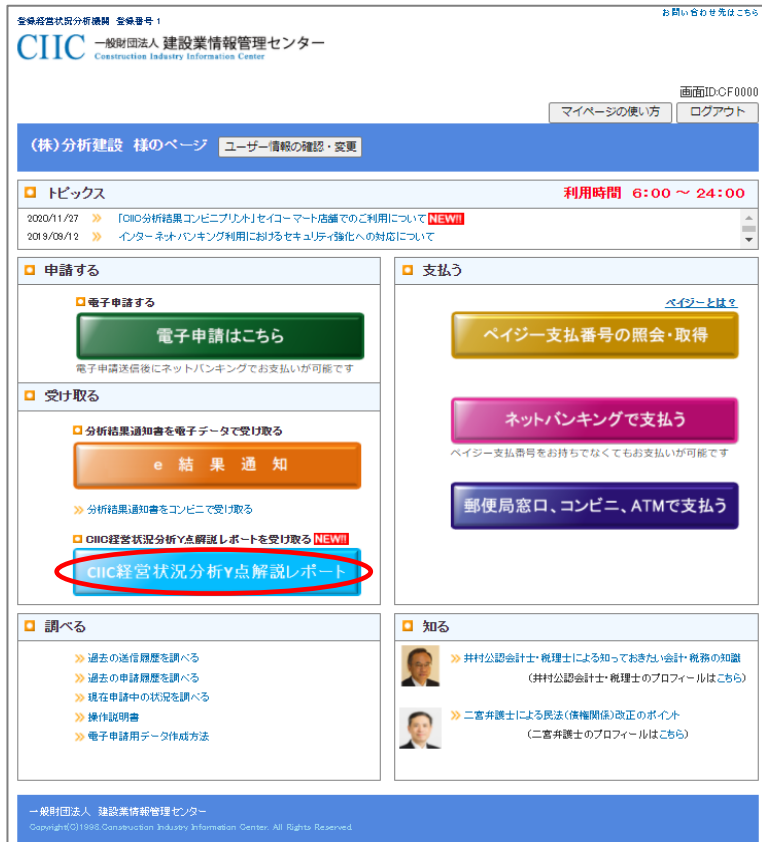 登録経営状況分析機関 登録番号 1
お問い合わせ先はこちら
CIIC 一般財団法人 建設業情報管理センター
Construction Industry Information Center
画面ID:CF0000
マイページの使い方 ログアウト
(株)分析建設 様のページ ユーザー情報の確認・変更
トピックス 利用時間 6:00 ～ 24:00
2020/11/27 「CIIC分析結果コンビニプリント」セイコーマート店舗でのご利用について NEW!!
2019/09/12 インターネットバンキング利用におけるセキュリティ強化への対応について
申請する
電子申請する
電子申請はこちら
電子申請送信後にネットバンキングでお支払いが可能です
受け取る
分析結果通知書を電子データで受け取る
e 結 果 通 知
分析結果通知書をコンビニで受け取る
CIIC経営状況分析Y点解説レポートを受け取る NEW!!
CIIC経営状況分析Y点解説レポート
支払う
ペイジーとは？
ペイジー支払番号の照会・取得
ネットバンキングで支払う
ペイジー支払番号をお持ちでなくてもお支払いが可能です
郵便局窓口、コンビニ、ATMで支払う
調べる
過去の送信履歴を調べる
過去の申請履歴を調べる
現在申請中の状況を調べる
操作説明書
電子申請用データ作成方法
知る
井村公認会計士・税理士による知っておきたい会計・税務の知識
(井村公認会計士・税理士のプロフィールはこちら)
二宮弁護士による民法(債権関係)改正のポイント
(二宮弁護士のプロフィールはこちら)
一般財団法人 建設業情報管理センター
Copyright(C)1998.Construction Industry Information Center. All Rights Reserved.